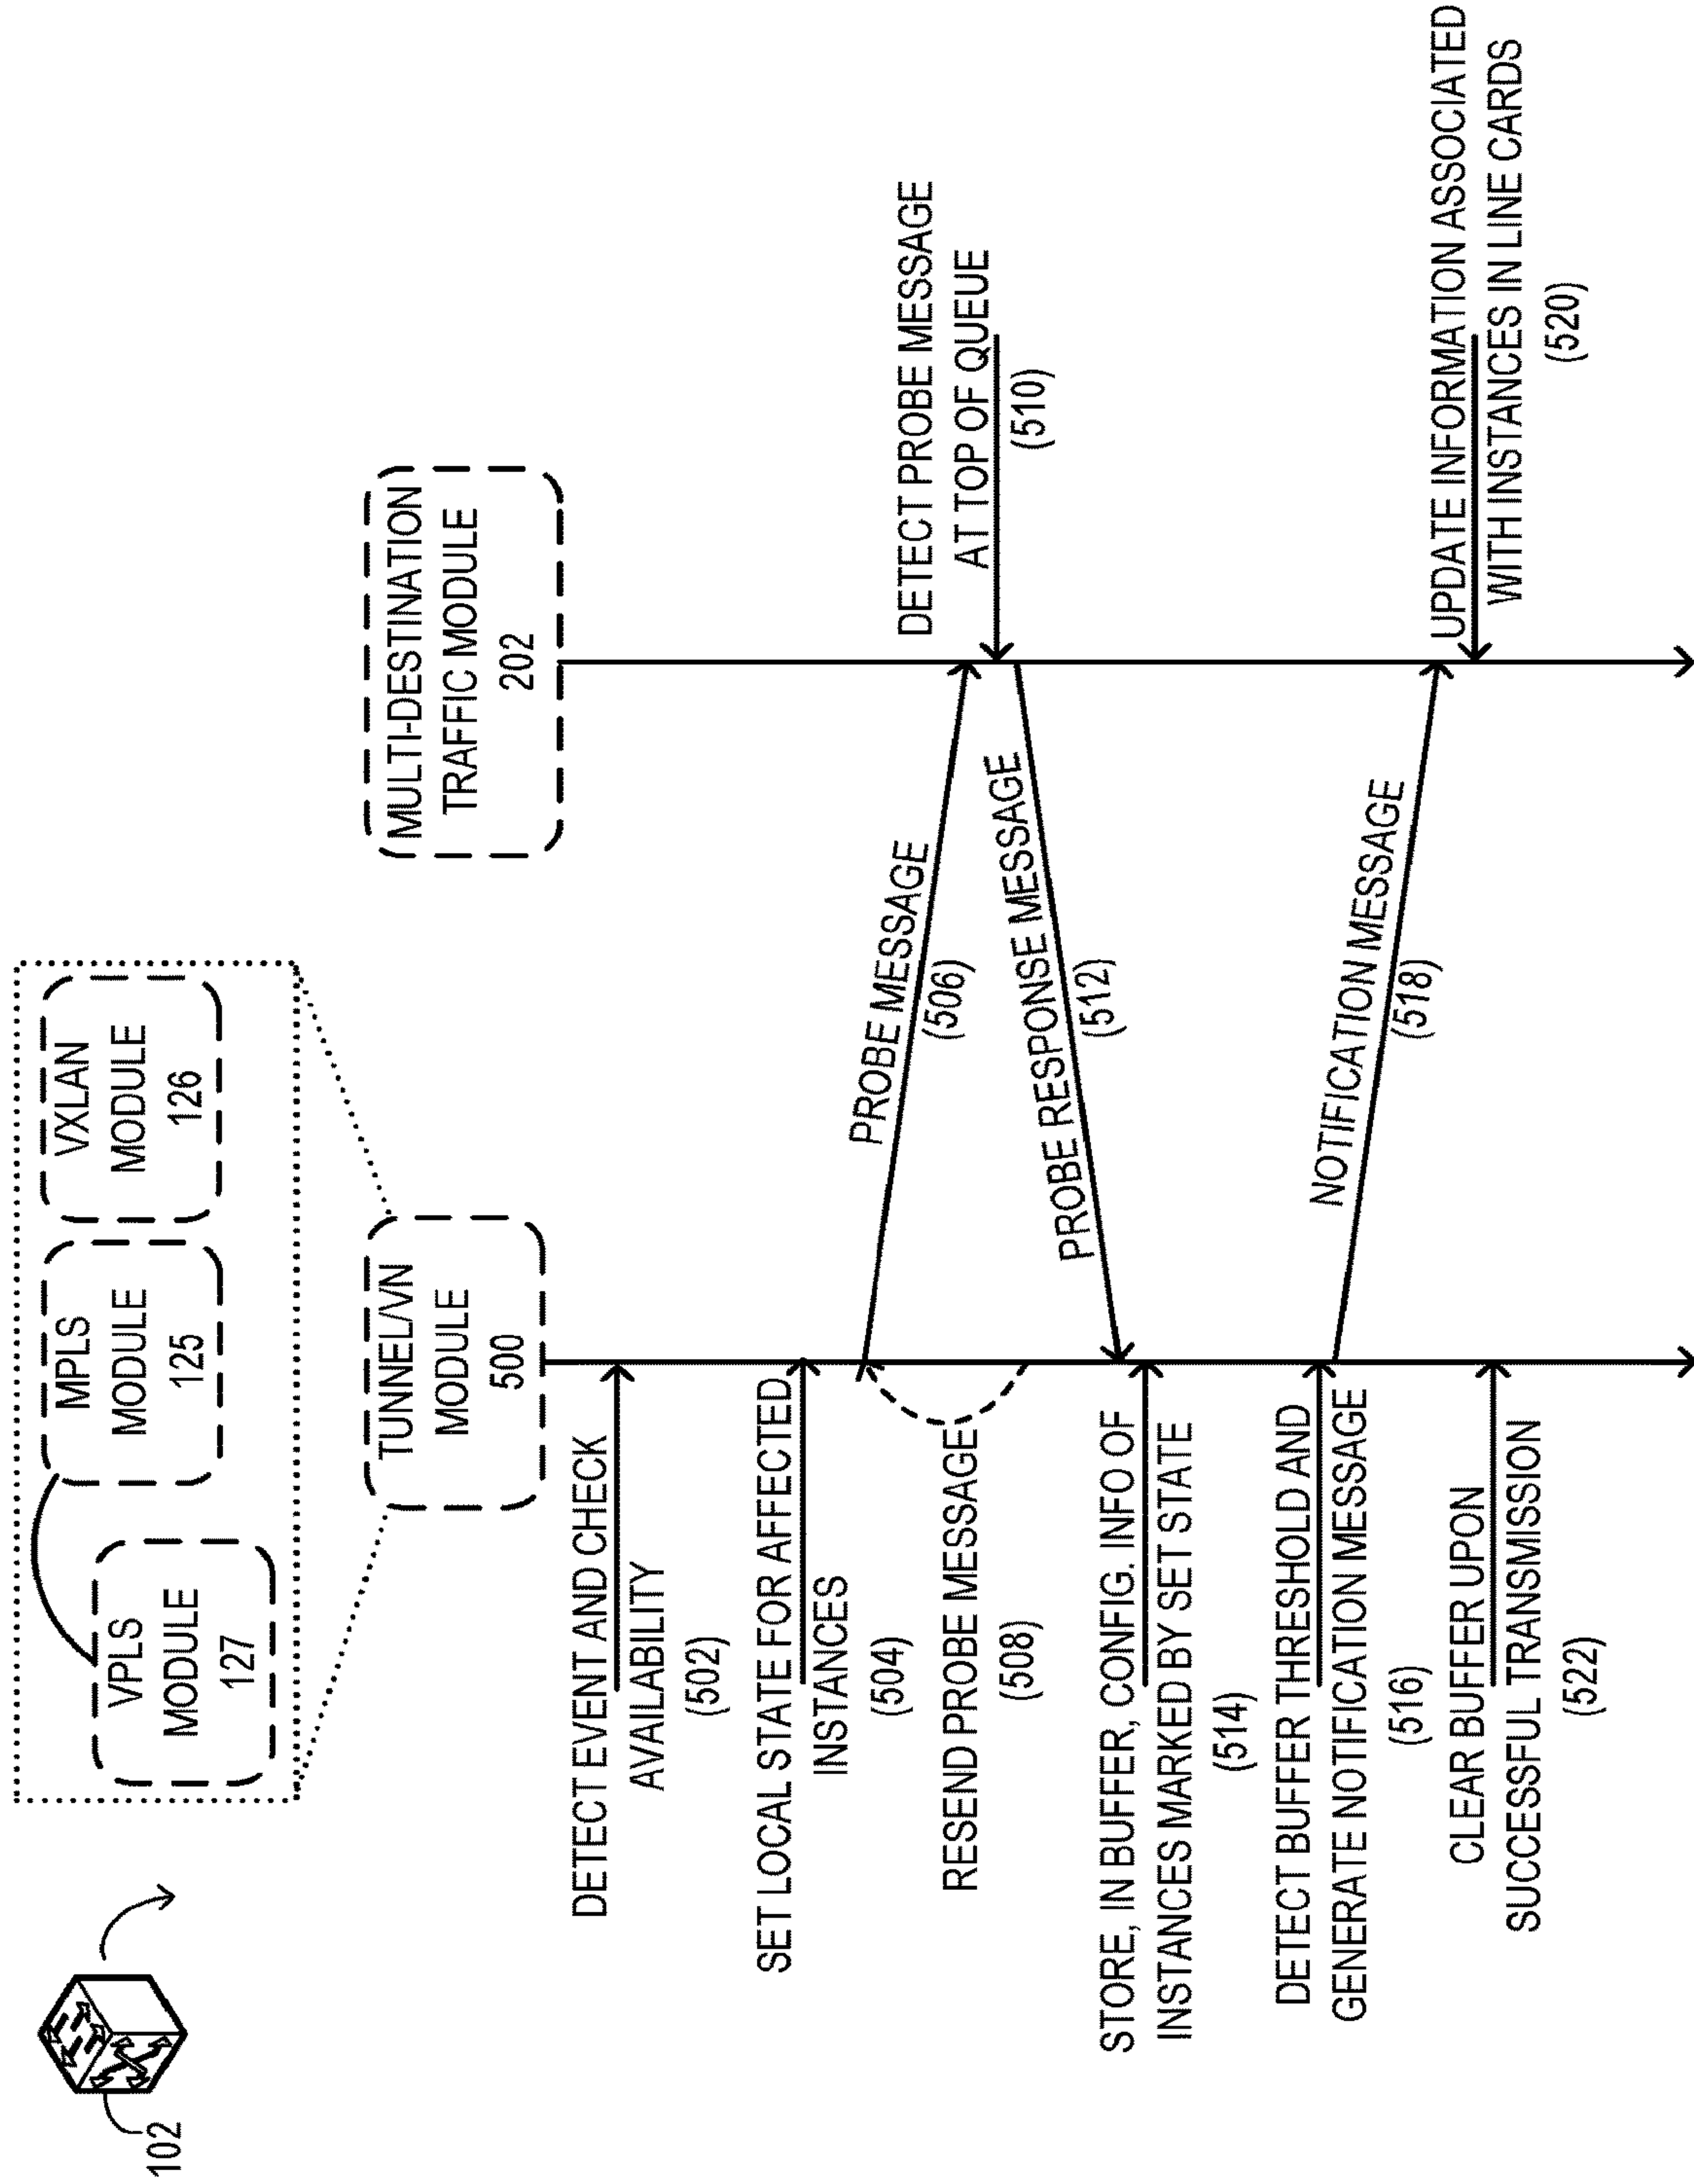 102
VPLS
MODULE
127
MPLS
MODULE
125
VXLAN
MODULE
126
TUNNEL/VN
MODULE
500
MULTI-DESTINATION
TRAFFIC MODULE
202
DETECT EVENT AND CHECK
AVAILABILITY
(502)
SET LOCAL STATE FOR AFFECTED
INSTANCES
(504)
PROBE MESSAGE
(506)
RESEND PROBE MESSAGE
(508)
DETECT PROBE MESSAGE
AT TOP OF QUEUE
(510)
PROBE RESPONSE MESSAGE
(512)
STORE, IN BUFFER, CONFIG. INFO OF
INSTANCES MARKED BY SET STATE
(514)
DETECT BUFFER THRESHOLD AND
GENERATE NOTIFICATION MESSAGE
(516)
NOTIFICATION MESSAGE
(518)
UPDATE INFORMATION ASSOCIATED
WITH INSTANCES IN LINE CARDS
(520)
CLEAR BUFFER UPON
SUCCESSFUL TRANSMISSION
(522)